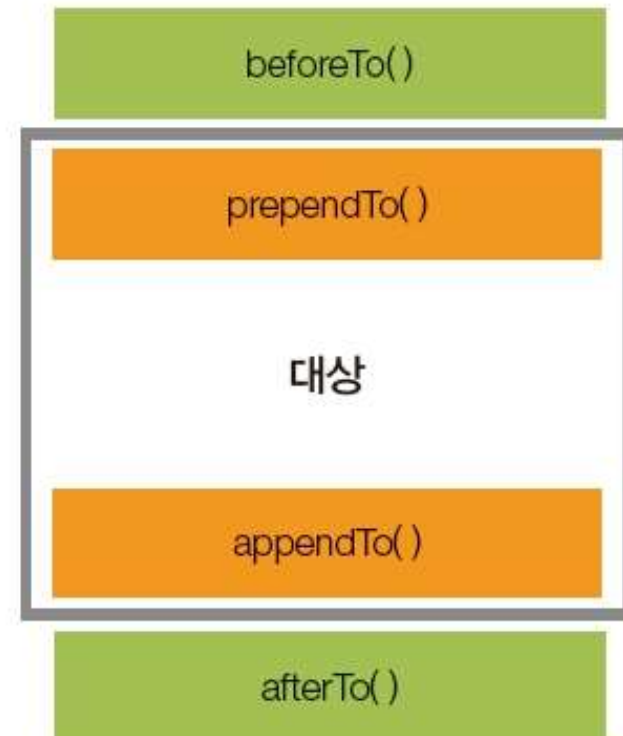 beforeTo( )
prependTo( )
대상
appendTo( )
afterTo( )